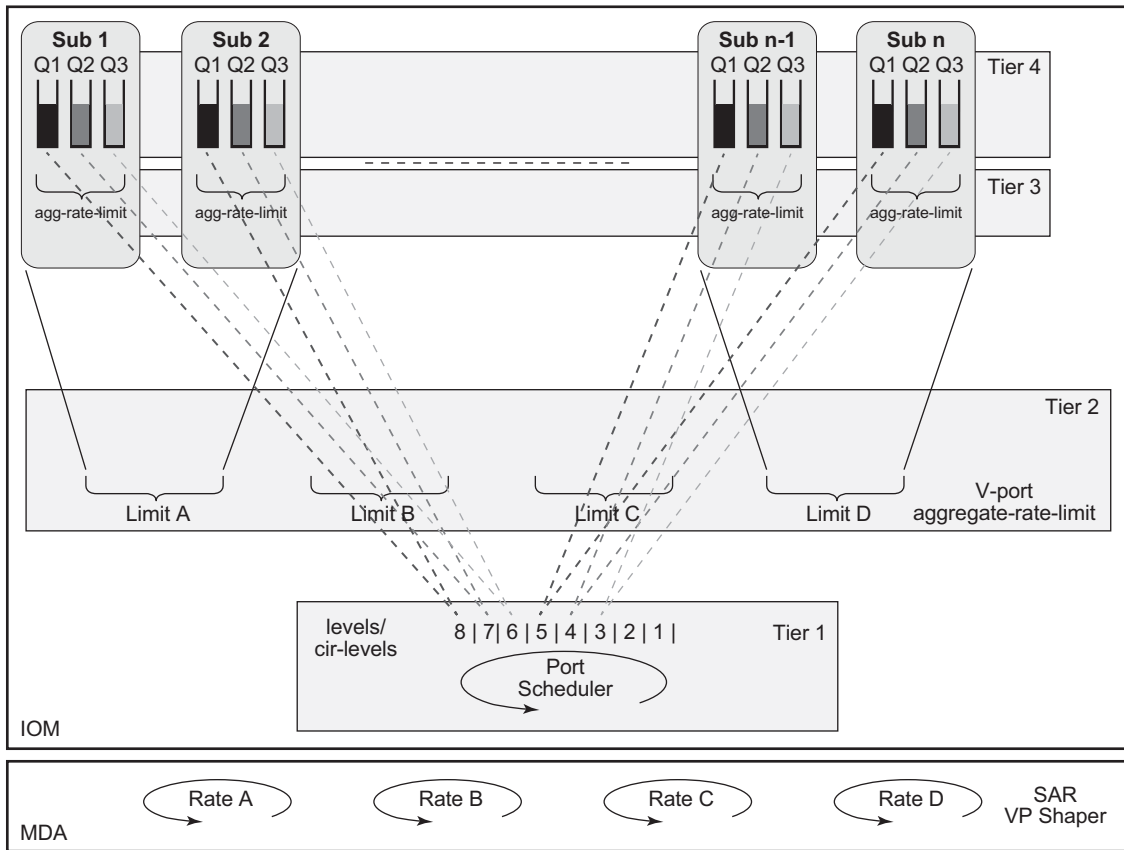 Sub 1
Q1 Q2 Q3
agg-rate-limit
Sub 2
Q1 Q2 Q3
agg-rate-limit
Sub n-1
Q1 Q2 Q3
agg-rate-limit
Sub n
Q1 Q2 Q3
agg-rate-limit
Tier 4
Tier 3
Tier 2
Limit A
Limit B
Limit C
Limit D
V-port
aggregate-rate-limit
levels/
cir-levels
8 | 7 | 6 | 5 | 4 | 3 | 2 | 1 |
Tier 1
Port
Scheduler
IOM
Rate A
Rate B
Rate C
Rate D
SAR
VP Shaper
MDA